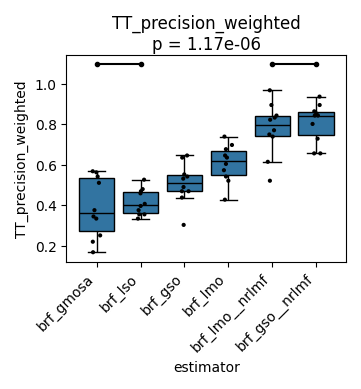 TT_precision_weighted
p = 1.17e-06
TT_precision_weighted
1.0
0.8
0.6
0.4
0.2
brf_gmosa
brf_lso
brf_gso
brf_lmo
brf_lmo__nrlmf
brf_gso__nrlmf
estimator